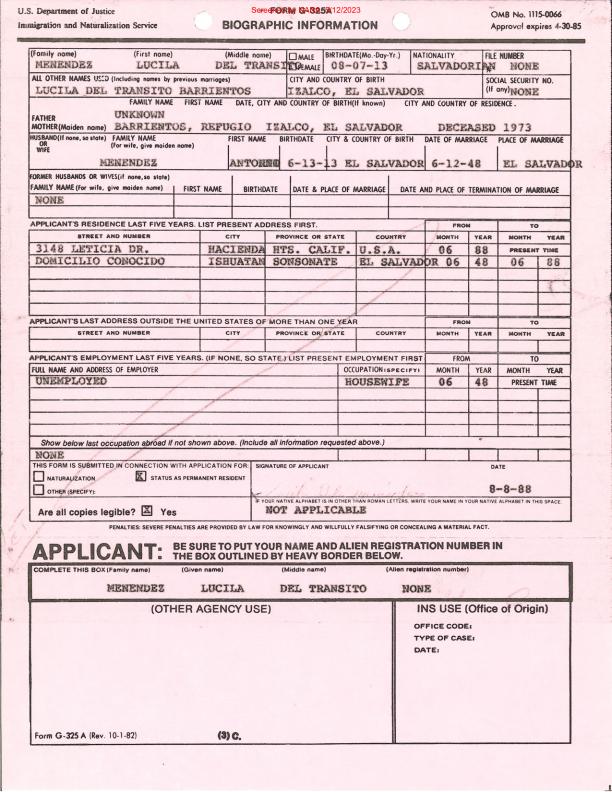 U.S. Department of Justice
Immigration and Naturalization Service
FORM G-325A
BIOGRAPHIC INFORMATION
OMB No. 1115-0066
Approval expires 4-30-85
(Family name) (First name) (Middle name) MALE FEMALE BIRTHDATE(Mo.-Day-Yr.) NATIONALITY FILE NUMBER
MENENDEZ LUCILA DEL TRANSITO 08-07-13 SALVADORIAN NONE
ALL OTHER NAMES USED (Including names by previous marriages) CITY AND COUNTRY OF BIRTH SOCIAL SECURITY NO. (If any)
LUCILA DEL TRANSITO BARRIENTOS IZALCO, EL SALVADOR NONE
FAMILY NAME FIRST NAME DATE, CITY AND COUNTRY OF BIRTH(If known) CITY AND COUNTRY OF RESIDENCE.
FATHER UNKNOWN
MOTHER(Maiden name) BARRIENTOS, REFUGIO IZALCO, EL SALVADOR DECEASED 1973
HUSBAND(If none, so state) OR WIFE FAMILY NAME (For wife, give maiden name) FIRST NAME BIRTHDATE CITY & COUNTRY OF BIRTH DATE OF MARRIAGE PLACE OF MARRIAGE
MENENDEZ ANTONIO 6-13-13 EL SALVADOR 6-12-48 EL SALVADOR
FORMER HUSBANDS OR WIVES(if none,so state)
FAMILY NAME (For wife, give maiden name) FIRST NAME BIRTHDATE DATE & PLACE OF MARRIAGE DATE AND PLACE OF TERMINATION OF MARRIAGE
NONE
APPLICANT'S RESIDENCE LAST FIVE YEARS. LIST PRESENT ADDRESS FIRST. FROM TO
STREET AND NUMBER CITY PROVINCE OR STATE COUNTRY MONTH YEAR MONTH YEAR
3148 LETICIA DR. HACIENDA HTS. CALIF. U.S.A. 06 88 PRESENT TIME
DOMICILIO CONOCIDO ISHUATAN SONSONATE EL SALVADOR 06 48 06 88
APPLICANT'S LAST ADDRESS OUTSIDE THE UNITED STATES OF MORE THAN ONE YEAR FROM TO
STREET AND NUMBER CITY PROVINCE OR STATE COUNTRY MONTH YEAR MONTH YEAR
APPLICANT'S EMPLOYMENT LAST FIVE YEARS. (IF NONE, SO STATE.) LIST PRESENT EMPLOYMENT FIRST FROM TO
FULL NAME AND ADDRESS OF EMPLOYER OCCUPATION(SPECIFY) MONTH YEAR MONTH YEAR
UNEMPLOYED HOUSEWIFE 06 48 PRESENT TIME
Show below last occupation abroad if not shown above. (Include all information requested above.)
NONE
THIS FORM IS SUBMITTED IN CONNECTION WITH APPLICATION FOR: SIGNATURE OF APPLICANT DATE
NATURALIZATION X STATUS AS PERMANENT RESIDENT
OTHER (SPECIFY): 8-8-88
IF YOUR NATIVE ALPHABET IS IN OTHER THAN ROMAN LETTERS, WRITE YOUR NAME IN YOUR NATIVE ALPHABET IN THIS SPACE.
Are all copies legible? X Yes NOT APPLICABLE
PENALTIES: SEVERE PENALTIES ARE PROVIDED BY LAW FOR KNOWINGLY AND WILLFULLY FALSIFYING OR CONCEALING A MATERIAL FACT.
APPLICANT: BE SURE TO PUT YOUR NAME AND ALIEN REGISTRATION NUMBER IN
THE BOX OUTLINED BY HEAVY BORDER BELOW.
COMPLETE THIS BOX (Family name) (Given name) (Middle name) (Alien registration number)
MENENDEZ LUCILA DEL TRANSITO NONE
(OTHER AGENCY USE) INS USE (Office of Origin)
OFFICE CODE:
TYPE OF CASE:
DATE:
Form G-325 A (Rev. 10-1-82) (3) C.